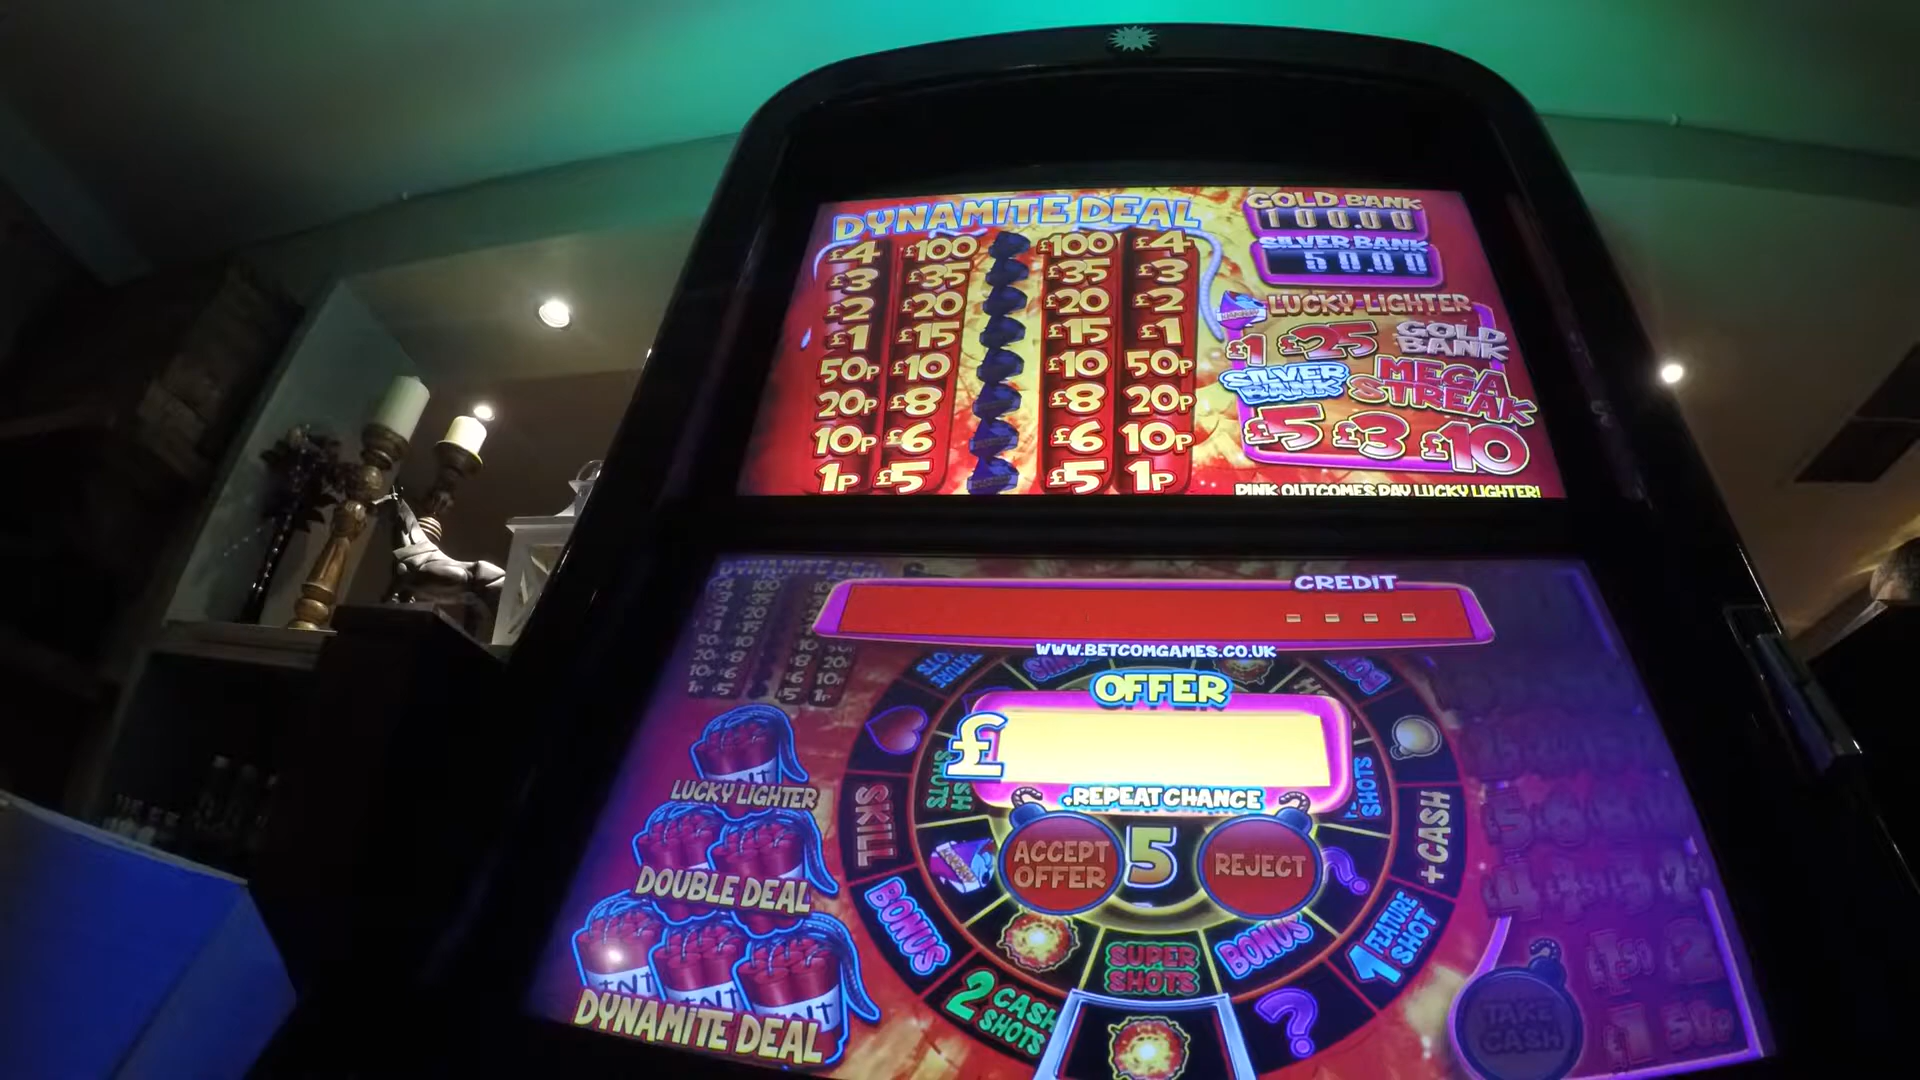 DYNAMITE DEAL
GOLD BANK
100.00
SILVER BANK
50.00
£4 £100 £100 £4
£3 £35 £35 £3
£2 £20 £20 £2
£1 £15 £15 £1
50P £10 £10 50P
20P £8 £8 20P
10P £6 £6 10P
1P £5 £5 1P
LUCKY LIGHTER
£1 £25 GOLD BANK
SILVER BANK MEGA STREAK
£5 £3 £10
PINK OUTCOMES PAY LUCKY LIGHTER!
DYNAMITE DEAL
CREDIT
WWW.BETCOMGAMES.CO.UK
OFFER
£
+REPEAT CHANCE
ACCEPT OFFER
5
REJECT
LUCKY LIGHTER
DOUBLE DEAL
DYNAMITE DEAL
SKILL
BONUS
2 CASH SHOTS
SUPER SHOTS
BONUS
?
?
1 FEATURE SHOT
+CASH
TAKE CASH